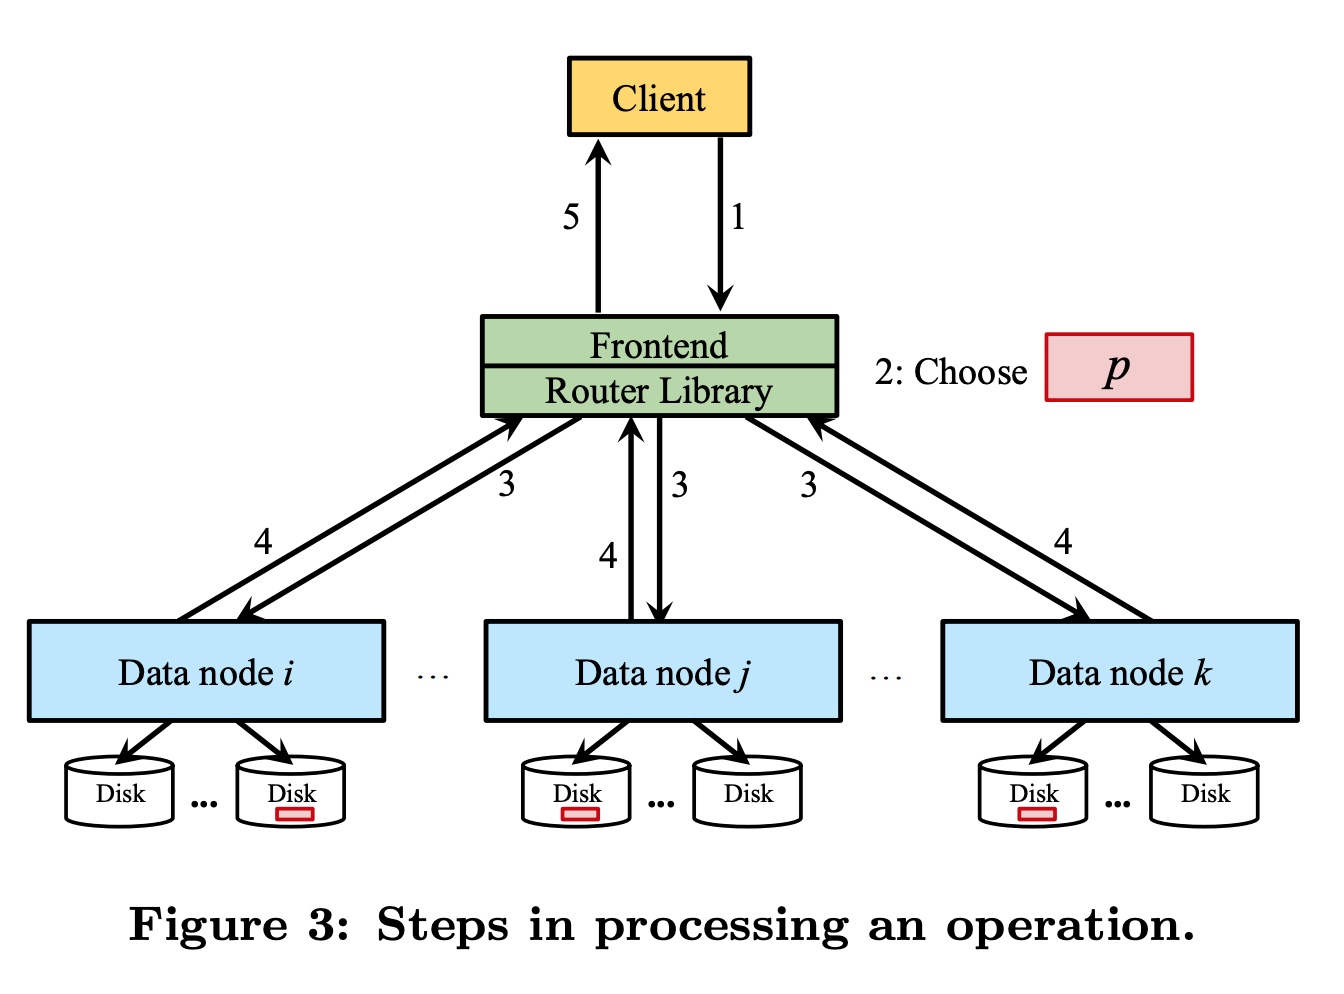 Client
5
1
Frontend
Router Library
2: Choose
p
3
3
3
4
4
4
Data node i
...
Data node j
...
Data node k
Disk
...
Disk
Disk
...
Disk
Disk
...
Disk
Figure 3: Steps in processing an operation.